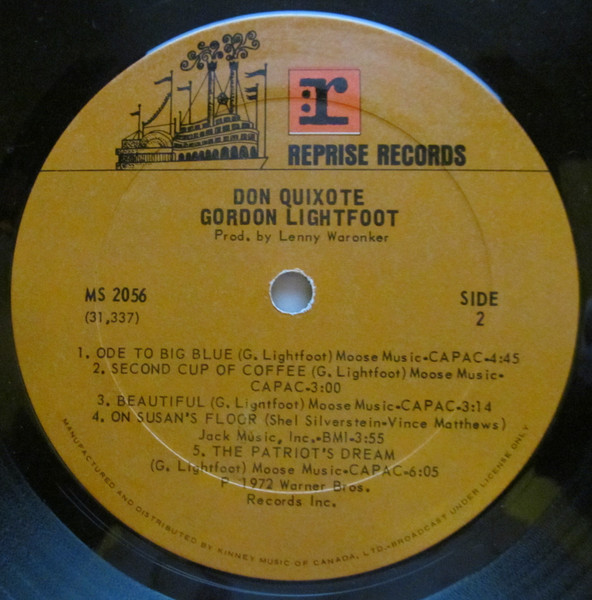 :r
REPRISE RECORDS
DON QUIXOTE
GORDON LIGHTFOOT
Prod. by Lenny Waronker
MS 2056
(31,337)
SIDE
2
1. ODE TO BIG BLUE (G. Lightfoot) Moose Music•CAPAC•4:45
2. SECOND CUP OF COFFEE (G. Lightfoot) Moose Music•
CAPAC•3:00
3. BEAUTIFUL (G. Lightfoot) Moose Music•CAPAC•3:14
4. ON SUSAN'S FLOOR (Shel Silverstein•Vince Matthews)
Jack Music, Inc.•BMI•3:55
5. THE PATRIOT'S DREAM
(G. Lightfoot) Moose Music•CAPAC•6:05
P 1972 Warner Bros.
Records Inc.
MANUFACTURED AND DISTRIBUTED BY KINNEY MUSIC OF CANADA, LTD.–BROADCAST UNDER LICENSE ONLY